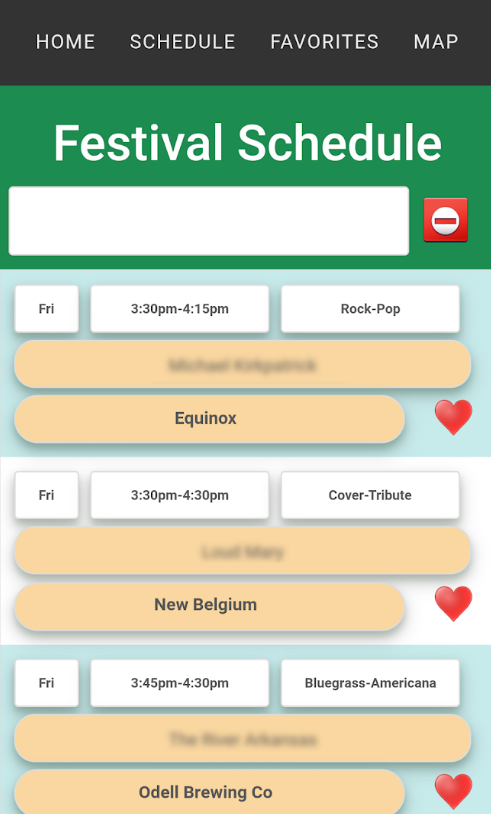 HOME SCHEDULE FAVORITES MAP
Festival Schedule
Fri 3:30pm-4:15pm Rock-Pop
Michael Kirkpatrick
Equinox
Fri 3:30pm-4:30pm Cover-Tribute
Loud Mary
New Belgium
Fri 3:45pm-4:30pm Bluegrass-Americana
The River Arkansas
Odell Brewing Co